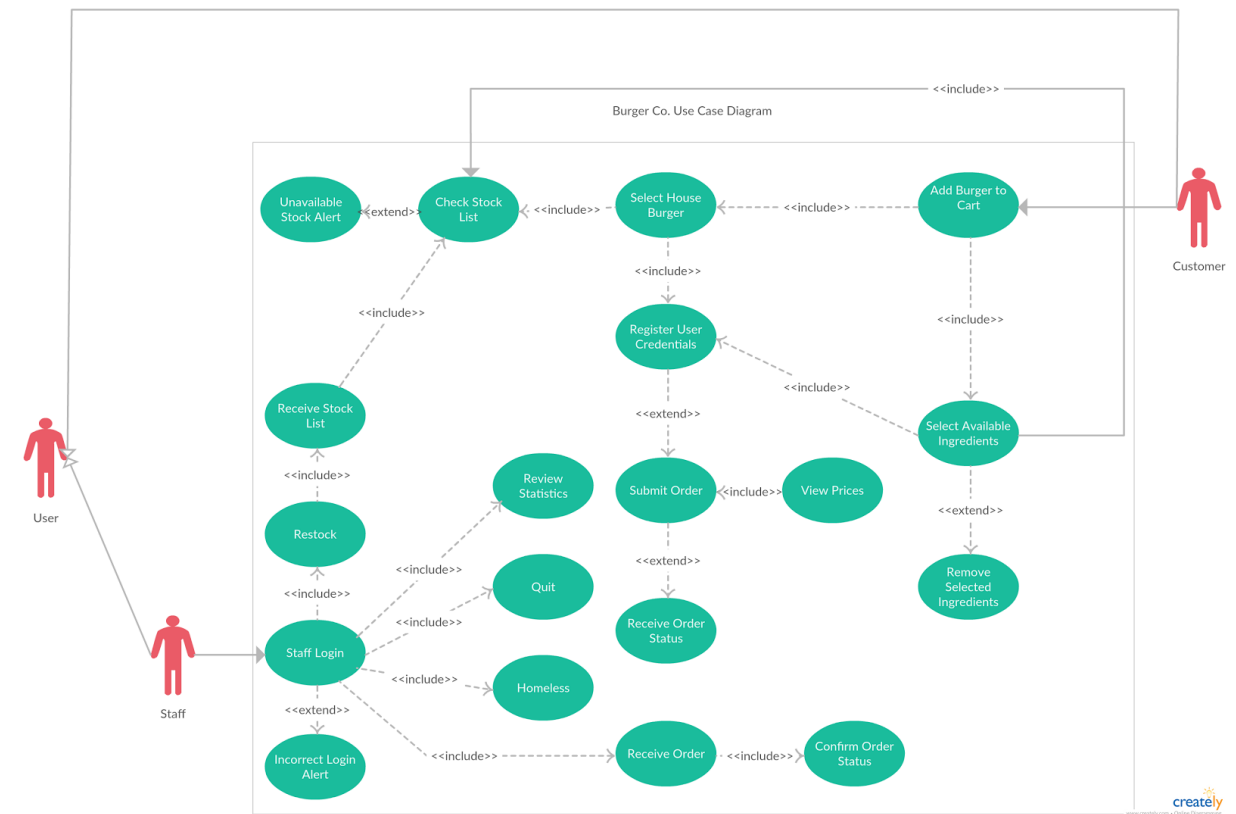 <<include>>
Burger Co. Use Case Diagram
Unavailable
Stock Alert
<<extend>>
Check Stock
List
<<include>>
Select House
Burger
<<include>>
Add Burger to
Cart
Customer
<<include>>
<<include>>
<<include>>
Register User
Credentials
<<include>>
Receive Stock
List
<<extend>>
Select Available
Ingredients
User
<<include>>
Review
Statistics
Submit Order
<<include>>
View Prices
<<extend>>
Restock
<<include>>
<<extend>>
<<include>>
Quit
Remove
Selected
Ingredients
<<include>>
Receive Order
Status
Staff Login
<<include>>
Homeless
Staff
<<extend>>
Incorrect Login
Alert
<<include>>
Receive Order
<<include>>
Confirm Order
Status
creately